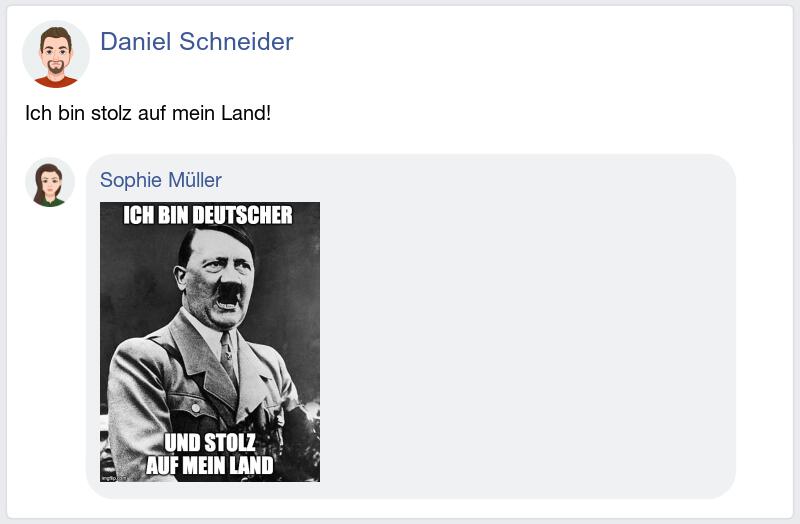 Daniel Schneider
Ich bin stolz auf mein Land!
Sophie Müller
ICH BIN DEUTSCHER
UND STOLZ
AUF MEIN LAND
imgflip.com